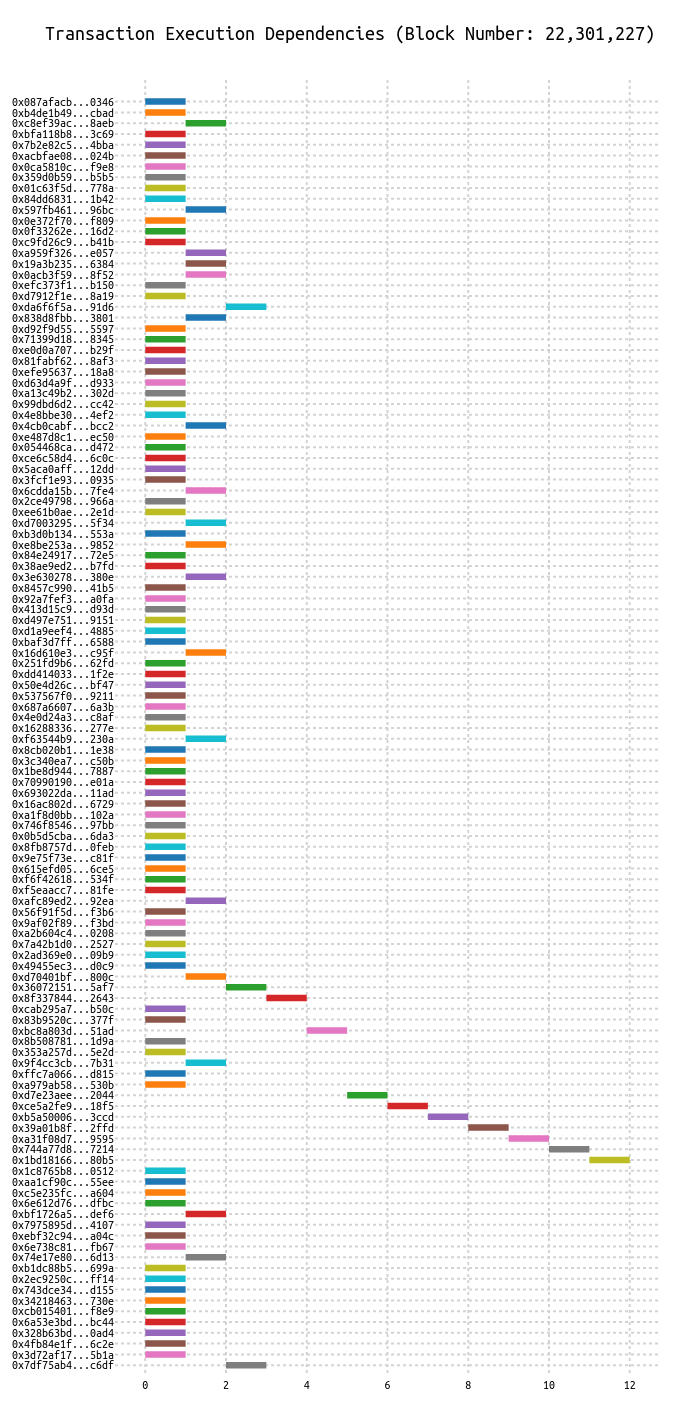 Transaction Execution Dependencies (Block Number: 22,301,227)
0x087afacb...0346
0xb4de1b49...cbad
0xc8ef39ac...8aeb
0xbfa118b8...3c69
0x7b2e82c5...4bba
0xacbfae08...024b
0x0ca5810c...f9e8
0x359d0b59...b5b5
0x01c63f5d...778a
0x84dd6831...1b42
0x597fb461...96bc
0x0e372f70...f809
0x0f33262e...16d2
0xc9fd26c9...b41b
0xa959f326...e057
0x19a3b235...6384
0x0acb3f59...8f52
0xefc373f1...b150
0xd7912f1e...8a19
0xda6f6f5a...91d6
0x838d8fbb...3801
0xd92f9d55...5597
0x71399d18...8345
0xe0d0a707...b29f
0x81fabf62...8af3
0xefe95637...18a8
0xd63d4a9f...d933
0xa13c49b2...302d
0x99dbd6d2...cc42
0x4e8bbe30...4ef2
0x4cb0cabf...bcc2
0xe487d8c1...ec50
0x054468ca...d472
0xce6c58d4...6c0c
0x5aca0aff...12dd
0x3fcf1e93...0935
0x6cdda15b...7fe4
0x2ce49798...966a
0xee61b0ae...2e1d
0xd7003295...5f34
0xb3d0b134...553a
0xe8be253a...9852
0x84e24917...72e5
0x38ae9ed2...b7fd
0x3e630278...380e
0x8457c990...41b5
0x92a7fef3...a0fa
0x413d15c9...d93d
0xd497e751...9151
0xd1a9eef4...4885
0xbaf3d7ff...6588
0x16d610e3...c95f
0x251fd9b6...62fd
0xdd414033...1f2e
0x50e4d26c...bf47
0x537567f0...9211
0x687a6607...6a3b
0x4e0d24a3...c8af
0x16288336...277e
0xf63544b9...230a
0x8cb020b1...1e38
0x3c340ea7...c50b
0x1be8d944...7887
0x70990190...e01a
0x693022da...11ad
0x16ac802d...6729
0xa1f8d0bb...102a
0x746f8546...97bb
0x0b5d5cba...6da3
0x8fb8757d...0feb
0x9e75f73e...c81f
0x615efd05...6ce5
0xf6f42618...534f
0xf5eaacc7...81fe
0xafc89ed2...92ea
0x56f91f5d...f3b6
0x9af02f89...f3bd
0xa2b604c4...0208
0x7a42b1d0...2527
0x2ad369e0...09b9
0x49455ec3...d0c9
0xd70401bf...800c
0x36072151...5af7
0x8f337844...2643
0xcab295a7...b50c
0x83b9520c...377f
0xbc8a803d...51ad
0x8b508781...1d9a
0x353a257d...5e2d
0x9f4cc3cb...7b31
0xffc7a066...d815
0xa979ab58...530b
0xd7e23aee...2044
0xce5a2fe9...18f5
0xb5a50006...3ccd
0x39a01b8f...2ffd
0xa31f08d7...9595
0x744a77d8...7214
0x1bd18166...80b5
0x1c8765b8...0512
0xaa1cf90c...55ee
0xc5e235fc...a604
0x6e612d76...dfbc
0xbf1726a5...def6
0x7975895d...4107
0xebf32c94...a04c
0x6e738c81...fb67
0x74e17e80...6d13
0xb1dc88b5...699a
0x2ec9250c...ff14
0x743dce34...d155
0x34218463...730e
0xcb015401...f8e9
0x6a53e3bd...bc44
0x328b63bd...0ad4
0x4fb84e1f...6c2e
0x3d72af17...5b1a
0x7df75ab4...c6df
0 2 4 6 8 10 12